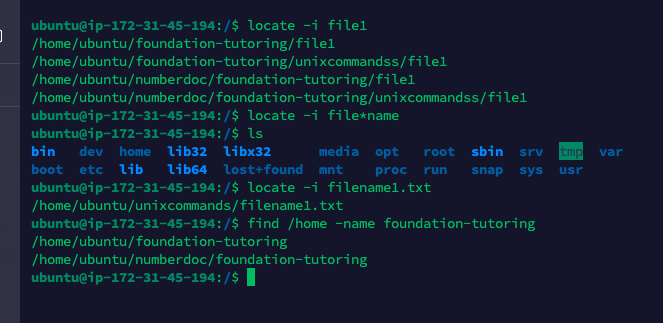 ubuntu@ip-172-31-45-194:/$ locate -i file1
/home/ubuntu/foundation-tutoring/file1
/home/ubuntu/foundation-tutoring/unixcommandss/file1
/home/ubuntu/numberdoc/foundation-tutoring/file1
/home/ubuntu/numberdoc/foundation-tutoring/unixcommandss/file1
ubuntu@ip-172-31-45-194:/$ locate -i file*name
ubuntu@ip-172-31-45-194:/$ ls
bin dev home lib32 libx32 media opt root sbin srv tmp var
boot etc lib lib64 lost+found mnt proc run snap sys usr
ubuntu@ip-172-31-45-194:/$ locate -i filename1.txt
/home/ubuntu/unixcommands/filename1.txt
ubuntu@ip-172-31-45-194:/$ find /home -name foundation-tutoring
/home/ubuntu/foundation-tutoring
/home/ubuntu/numberdoc/foundation-tutoring
ubuntu@ip-172-31-45-194:/$